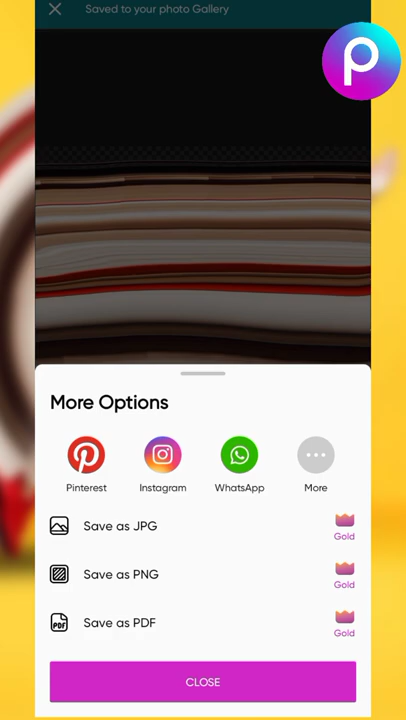 Saved to your photo Gallery
More Options
Pinterest
Instagram
WhatsApp
More
Save as JPG
Gold
Save as PNG
Gold
PDF
Save as PDF
Gold
CLOSE